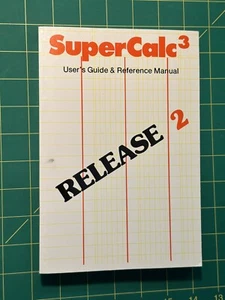 SuperCalc³
User's Guide & Reference Manual
RELEASE 2